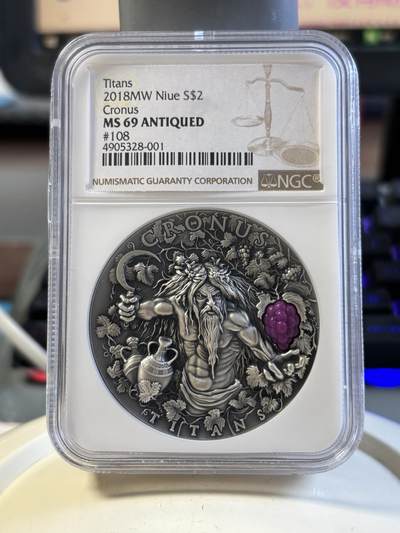 Titans
2018MW Niue S$2
Cronus
MS 69 ANTIQUED
#108
4905328-001
NUMISMATIC GUARANTY CORPORATION NGC®
CRONUS
TITANS